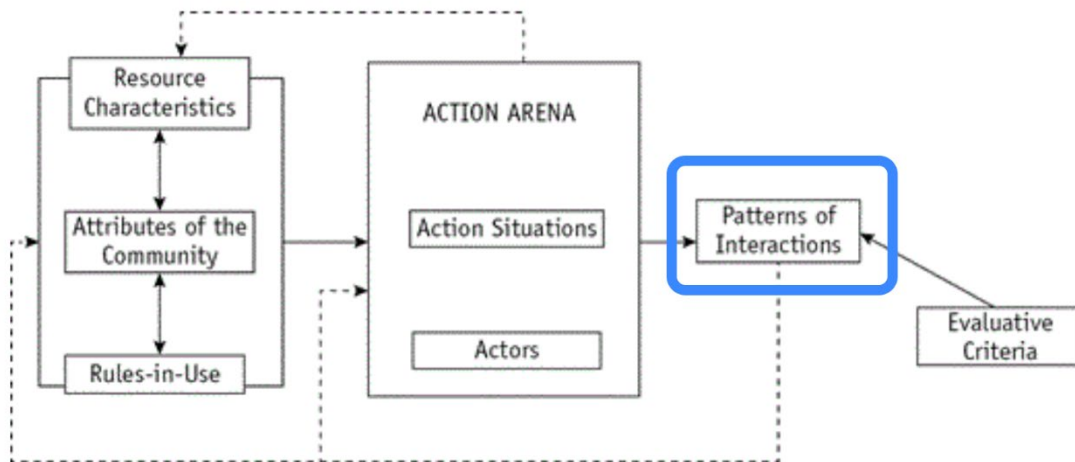 Resource
Characteristics
Attributes of the
Community
Rules-in-Use
ACTION ARENA
Action Situations
Actors
Patterns of
Interactions
Evaluative
Criteria